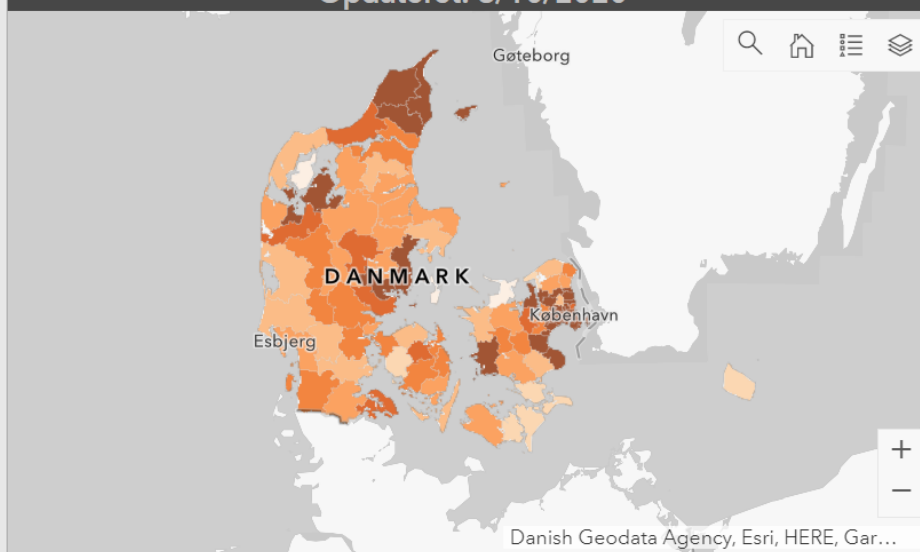 Gøteborg
DANMARK
København
Esbjerg
+
−
Danish Geodata Agency, Esri, HERE, Gar...